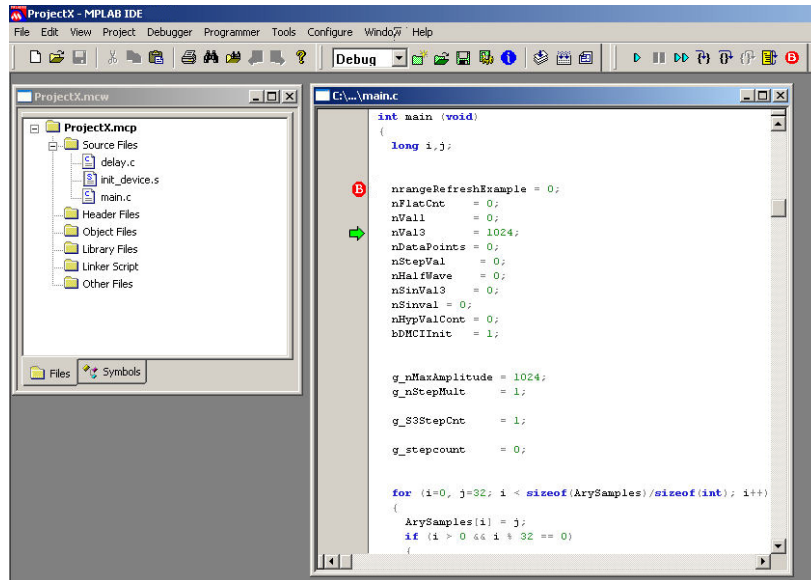 ProjectX - MPLAB IDE
File Edit View Project Debugger Programmer Tools Configure Window Help
Debug
B
ProjectX.mcw
ProjectX.mcp
Source Files
delay.c
init_device.s
main.c
Header Files
Object Files
Library Files
Linker Script
Other Files
Files Symbols
C:\...\main.c
int main (void)
{
long i,j;
B nrangeRefreshExample = 0;
nFlatCnt = 0;
nVal1 = 0;
nVal3 = 1024;
nDataPoints = 0;
nStepVal = 0;
nHalfWave = 0;
nSinVal3 = 0;
nSinval = 0;
nHypValCont = 0;
bDMCIInit = 1;
g_nMaxAmplitude = 1024;
g_nStepMult = 1;
g_S3StepCnt = 1;
g_stepcount = 0;
for (i=0, j=32; i < sizeof(ArySamples)/sizeof(int); i++)
{
ArySamples[i] = j;
if (i > 0 && i % 32 == 0)
{